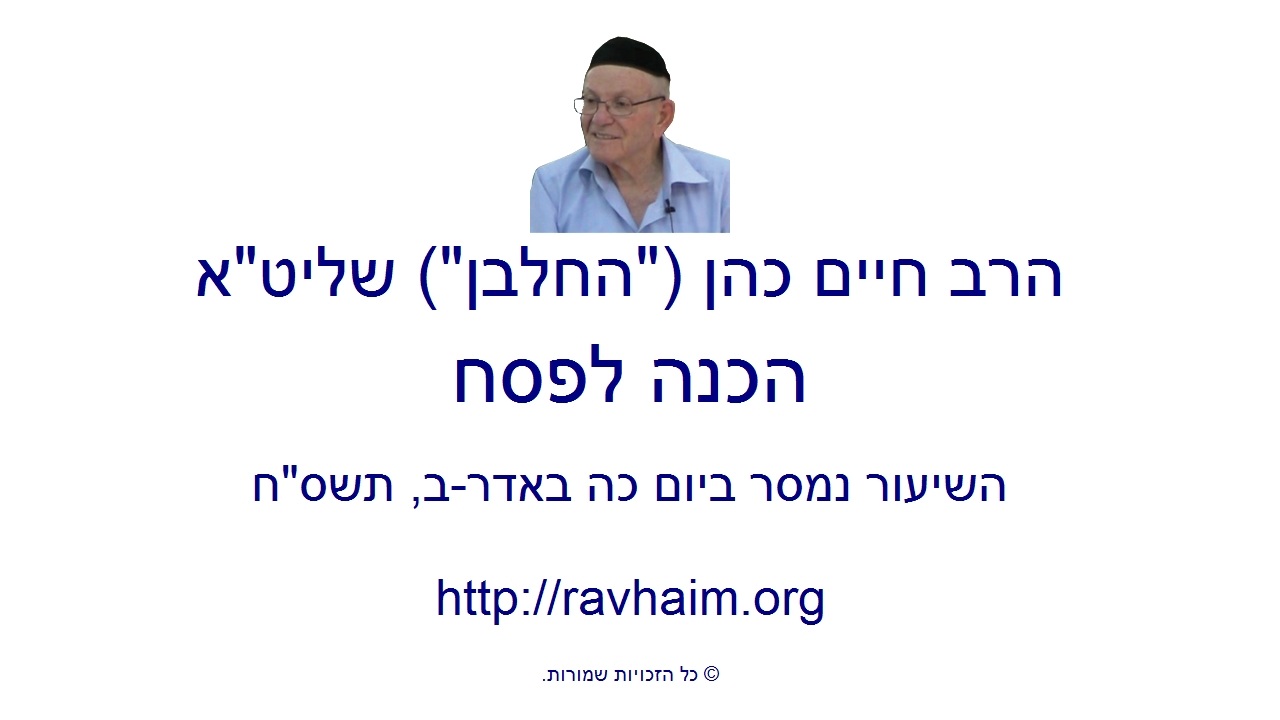 הרב חיים כהן ("החלבן") שליט"א
הכנה לפסח
השיעור נמסר ביום כה באדר-ב, תשס"ח
http://ravhaim.org
© כל הזכויות שמורות.